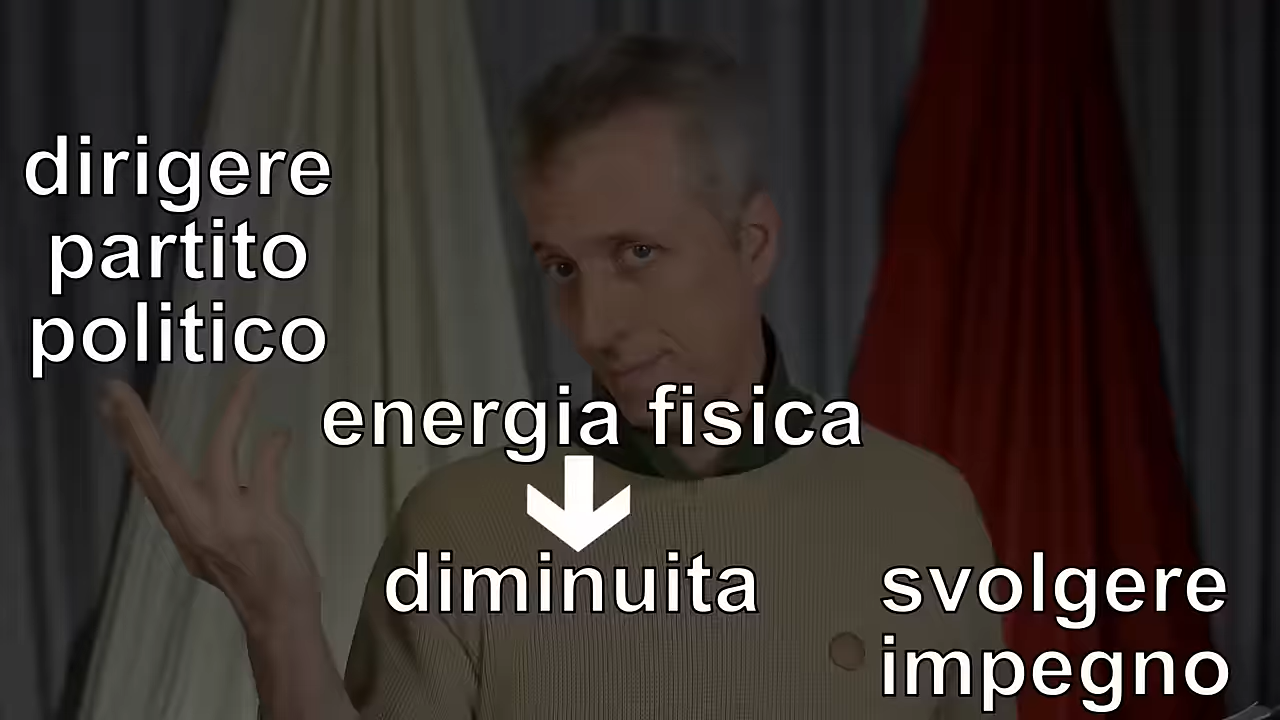 dirigere
partito
politico
energia fisica
diminuita
svolgere
impegno